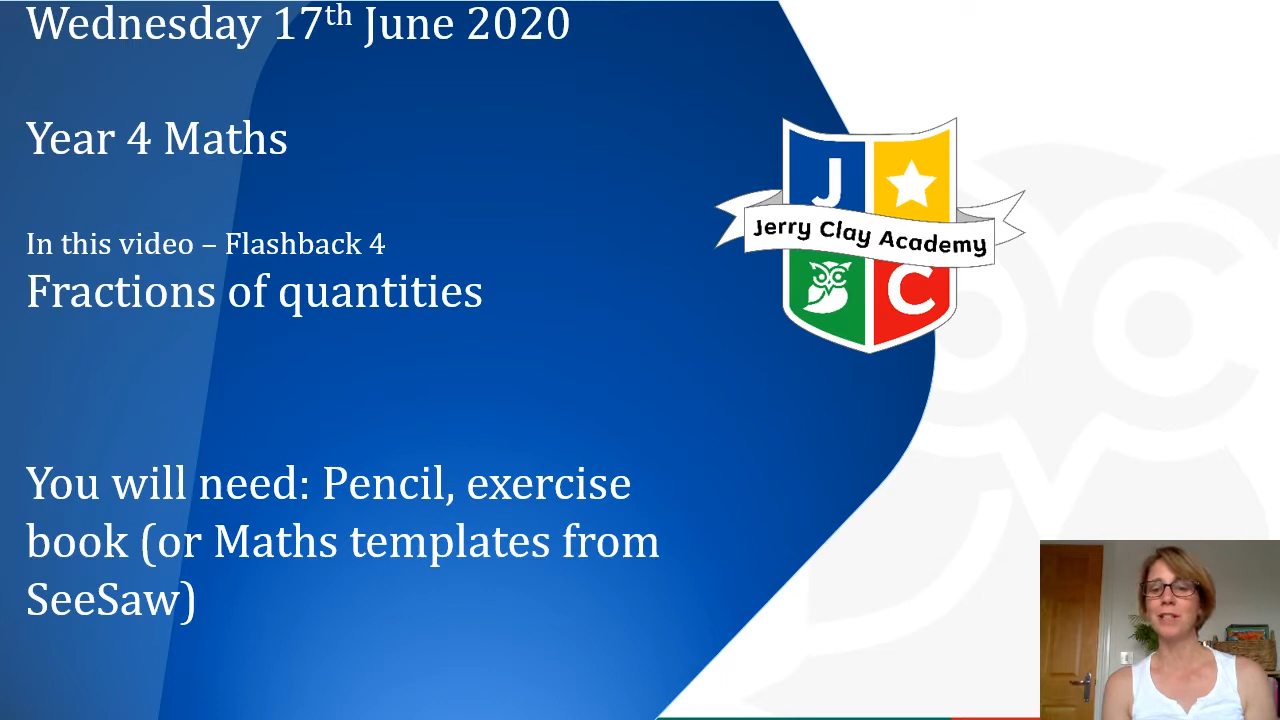 Wednesday 17th June 2020
Year 4 Maths
In this video – Flashback 4
Fractions of quantities
You will need: Pencil, exercise
book (or Maths templates from
SeeSaw)
J
Jerry Clay Academy
C